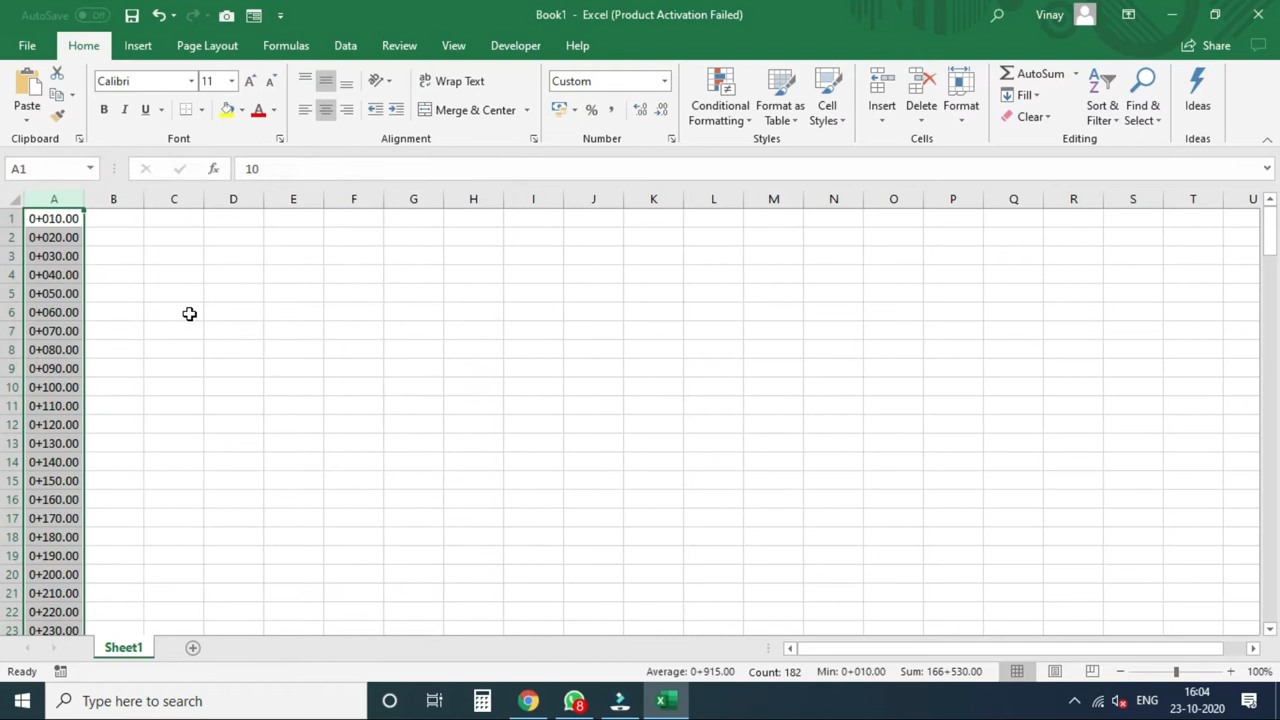 AutoSave Off
Book1 - Excel (Product Activation Failed)
Vinay
File Home Insert Page Layout Formulas Data Review View Developer Help Share
Paste
Calibri 11
Wrap Text
Custom
Conditional Formatting
Format as Table
Cell Styles
Insert
Delete
Format
AutoSum
Fill
Clear
Sort & Filter
Find & Select
Ideas
B I U
Merge & Center
Clipboard Font Alignment Number Styles Cells Editing Ideas
A1 fx 10
A B C D E F G H I J K L M N O P Q R S T U
1 0+010.00
2 0+020.00
3 0+030.00
4 0+040.00
5 0+050.00
6 0+060.00
7 0+070.00
8 0+080.00
9 0+090.00
10 0+100.00
11 0+110.00
12 0+120.00
13 0+130.00
14 0+140.00
15 0+150.00
16 0+160.00
17 0+170.00
18 0+180.00
19 0+190.00
20 0+200.00
21 0+210.00
22 0+220.00
23 0+230.00
Sheet1
Ready Average: 0+915.00 Count: 182 Min: 0+010.00 Sum: 166+530.00 100%
Type here to search
8
ENG
16:04
23-10-2020